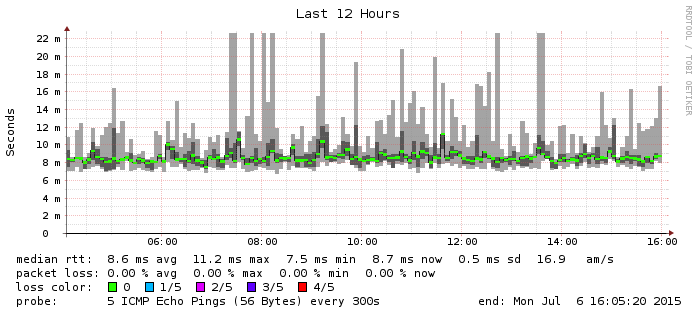 Last 12 Hours
RRDTOOL / TOBI OETIKER
Seconds
22 m
20 m
18 m
16 m
14 m
12 m
10 m
8 m
6 m
4 m
2 m
0
06:00 08:00 10:00 12:00 14:00 16:00
median rtt: 8.6 ms avg 11.2 ms max 7.5 ms min 8.7 ms now 0.5 ms sd 16.9 am/s
packet loss: 0.00 % avg 0.00 % max 0.00 % min 0.00 % now
loss color: 0 1/5 2/5 3/5 4/5
probe: 5 ICMP Echo Pings (56 Bytes) every 300s end: Mon Jul 6 16:05:20 2015